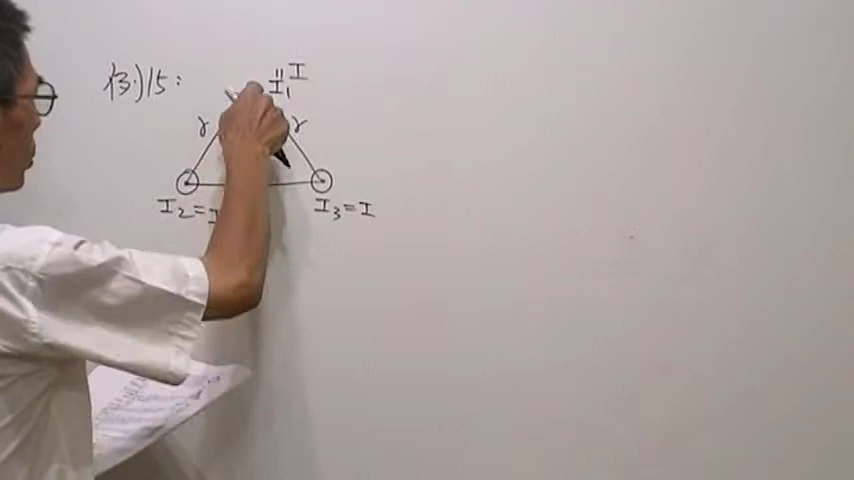 例15:
I
"
I₁
r r
I₂=I
I₃=I